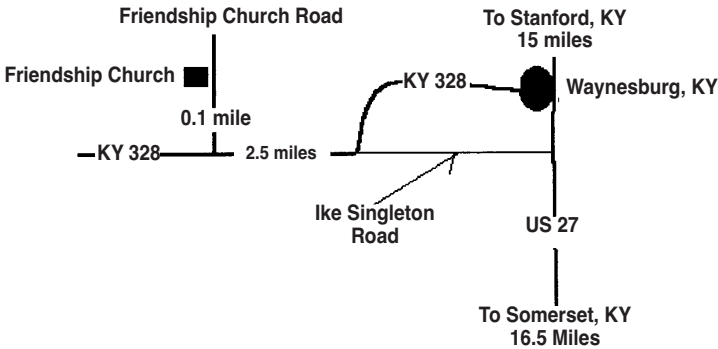 Friendship Church Road
To Stanford, KY
15 miles
Friendship Church
KY 328
Waynesburg, KY
0.1 mile
KY 328
2.5 miles
Ike Singleton
Road
US 27
To Somerset, KY
16.5 Miles